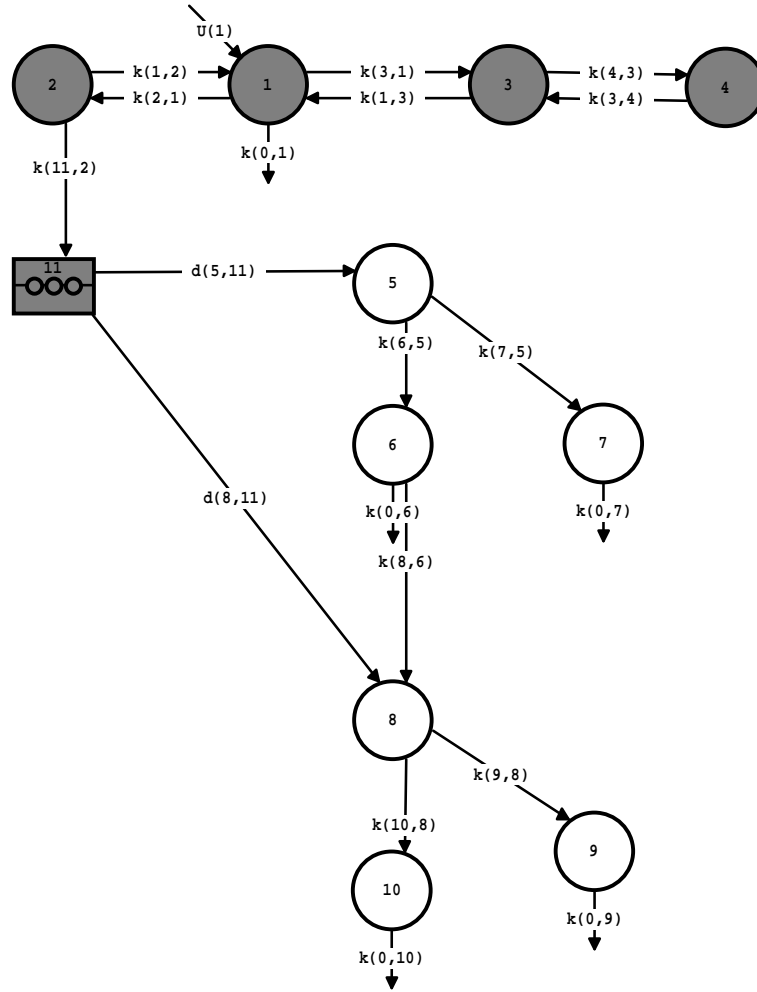 U(1)
2
k(1,2)
k(2,1)
1
k(3,1)
k(1,3)
3
k(4,3)
k(3,4)
4
k(11,2)
k(0,1)
11
d(5,11)
5
k(6,5)
k(7,5)
6
7
d(8,11)
k(0,6)
k(0,7)
k(8,6)
8
k(9,8)
k(10,8)
9
10
k(0,9)
k(0,10)